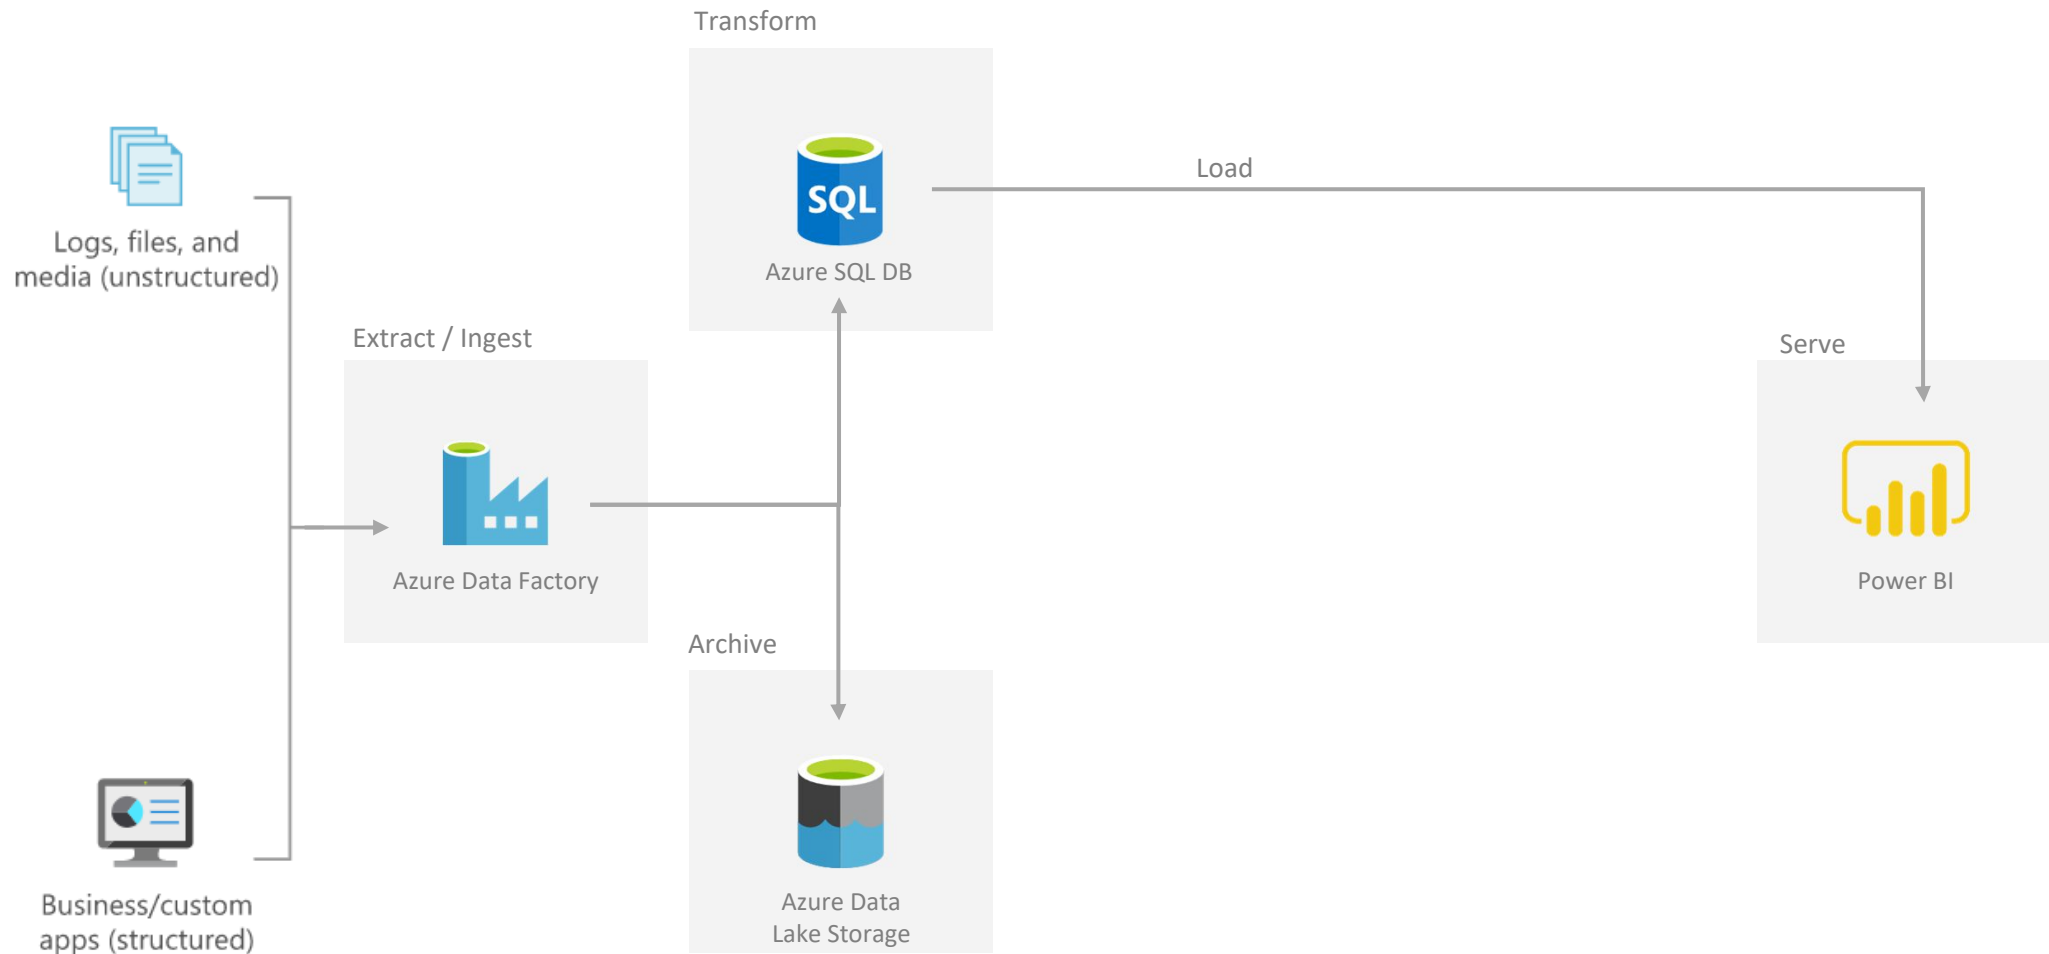 Transform
SQL
Azure SQL DB
Load
Logs, files, and
media (unstructured)
Extract / Ingest
Azure Data Factory
Serve
Power BI
Archive
Azure Data
Lake Storage
Business/custom
apps (structured)